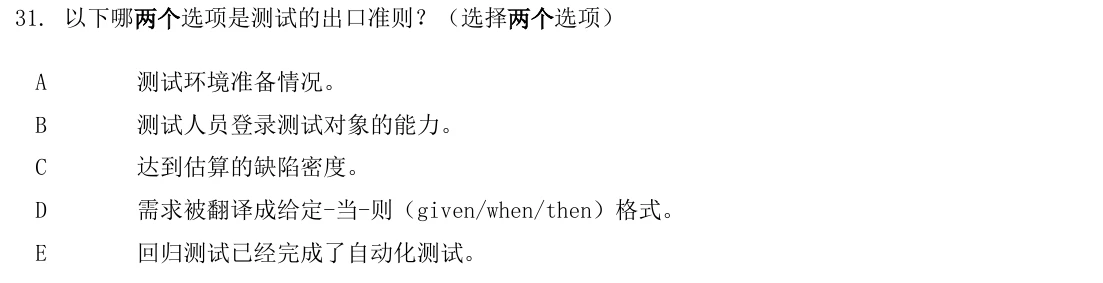 31. 以下哪两个选项是测试的出口准则？（选择两个选项）
A 测试环境准备情况。
B 测试人员登录测试对象的能力。
C 达到估算的缺陷密度。
D 需求被翻译成给定-当-则（given/when/then）格式。
E 回归测试已经完成了自动化测试。